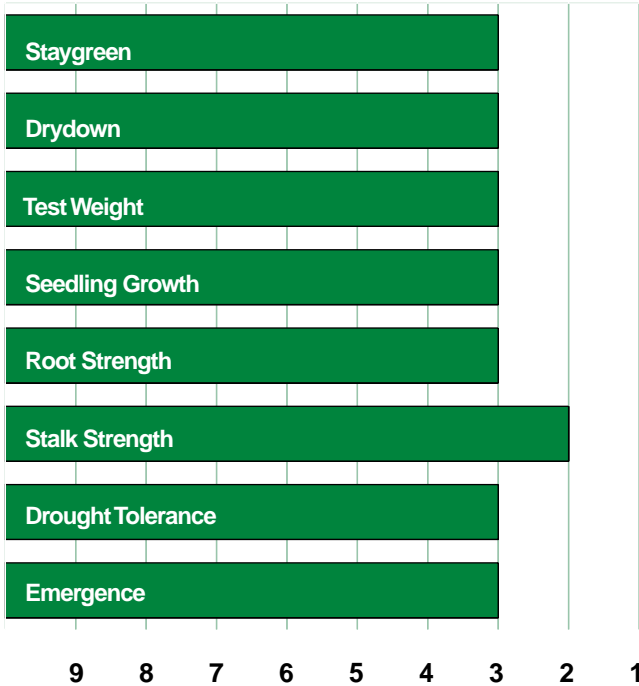 Staygreen
Drydown
Test Weight
Seedling Growth
Root Strength
Stalk Strength
Drought Tolerance
Emergence
9 8 7 6 5 4 3 2 1